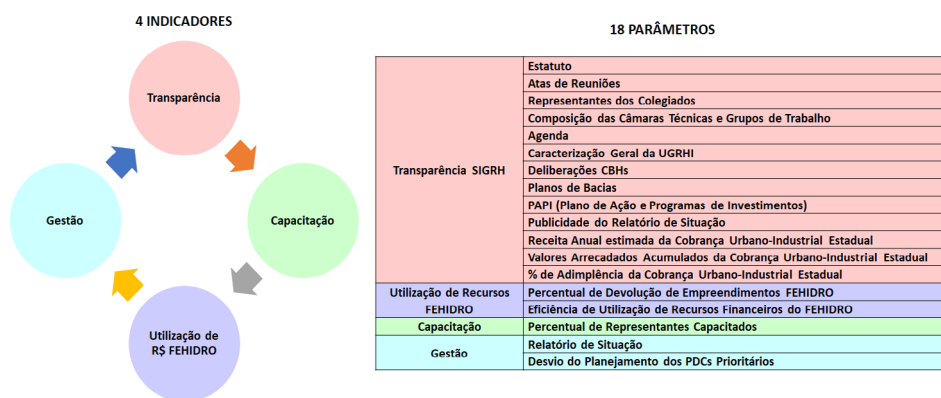 4 INDICADORES
Transparência
Gestão
Capacitação
Utilização de
R$ FEHIDRO
18 PARÂMETROS
Transparência SIGRH
Estatuto
Atas de Reuniões
Representantes dos Colegiados
Composição das Câmaras Técnicas e Grupos de Trabalho
Agenda
Caracterização Geral da UGRHI
Deliberações CBHs
Planos de Bacias
PAPI (Plano de Ação e Programas de Investimentos)
Publicidade do Relatório de Situação
Receita Anual estimada da Cobrança Urbano-Industrial Estadual
Valores Arrecadados Acumulados da Cobrança Urbano-Industrial Estadual
% de Adimplência da Cobrança Urbano-Industrial Estadual
Utilização de Recursos
FEHIDRO
Percentual de Devolução de Empreendimentos FEHIDRO
Eficiência de Utilização de Recursos Financeiros do FEHIDRO
Capacitação
Percentual de Representantes Capacitados
Gestão
Relatório de Situação
Desvio do Planejamento dos PDCs Prioritários